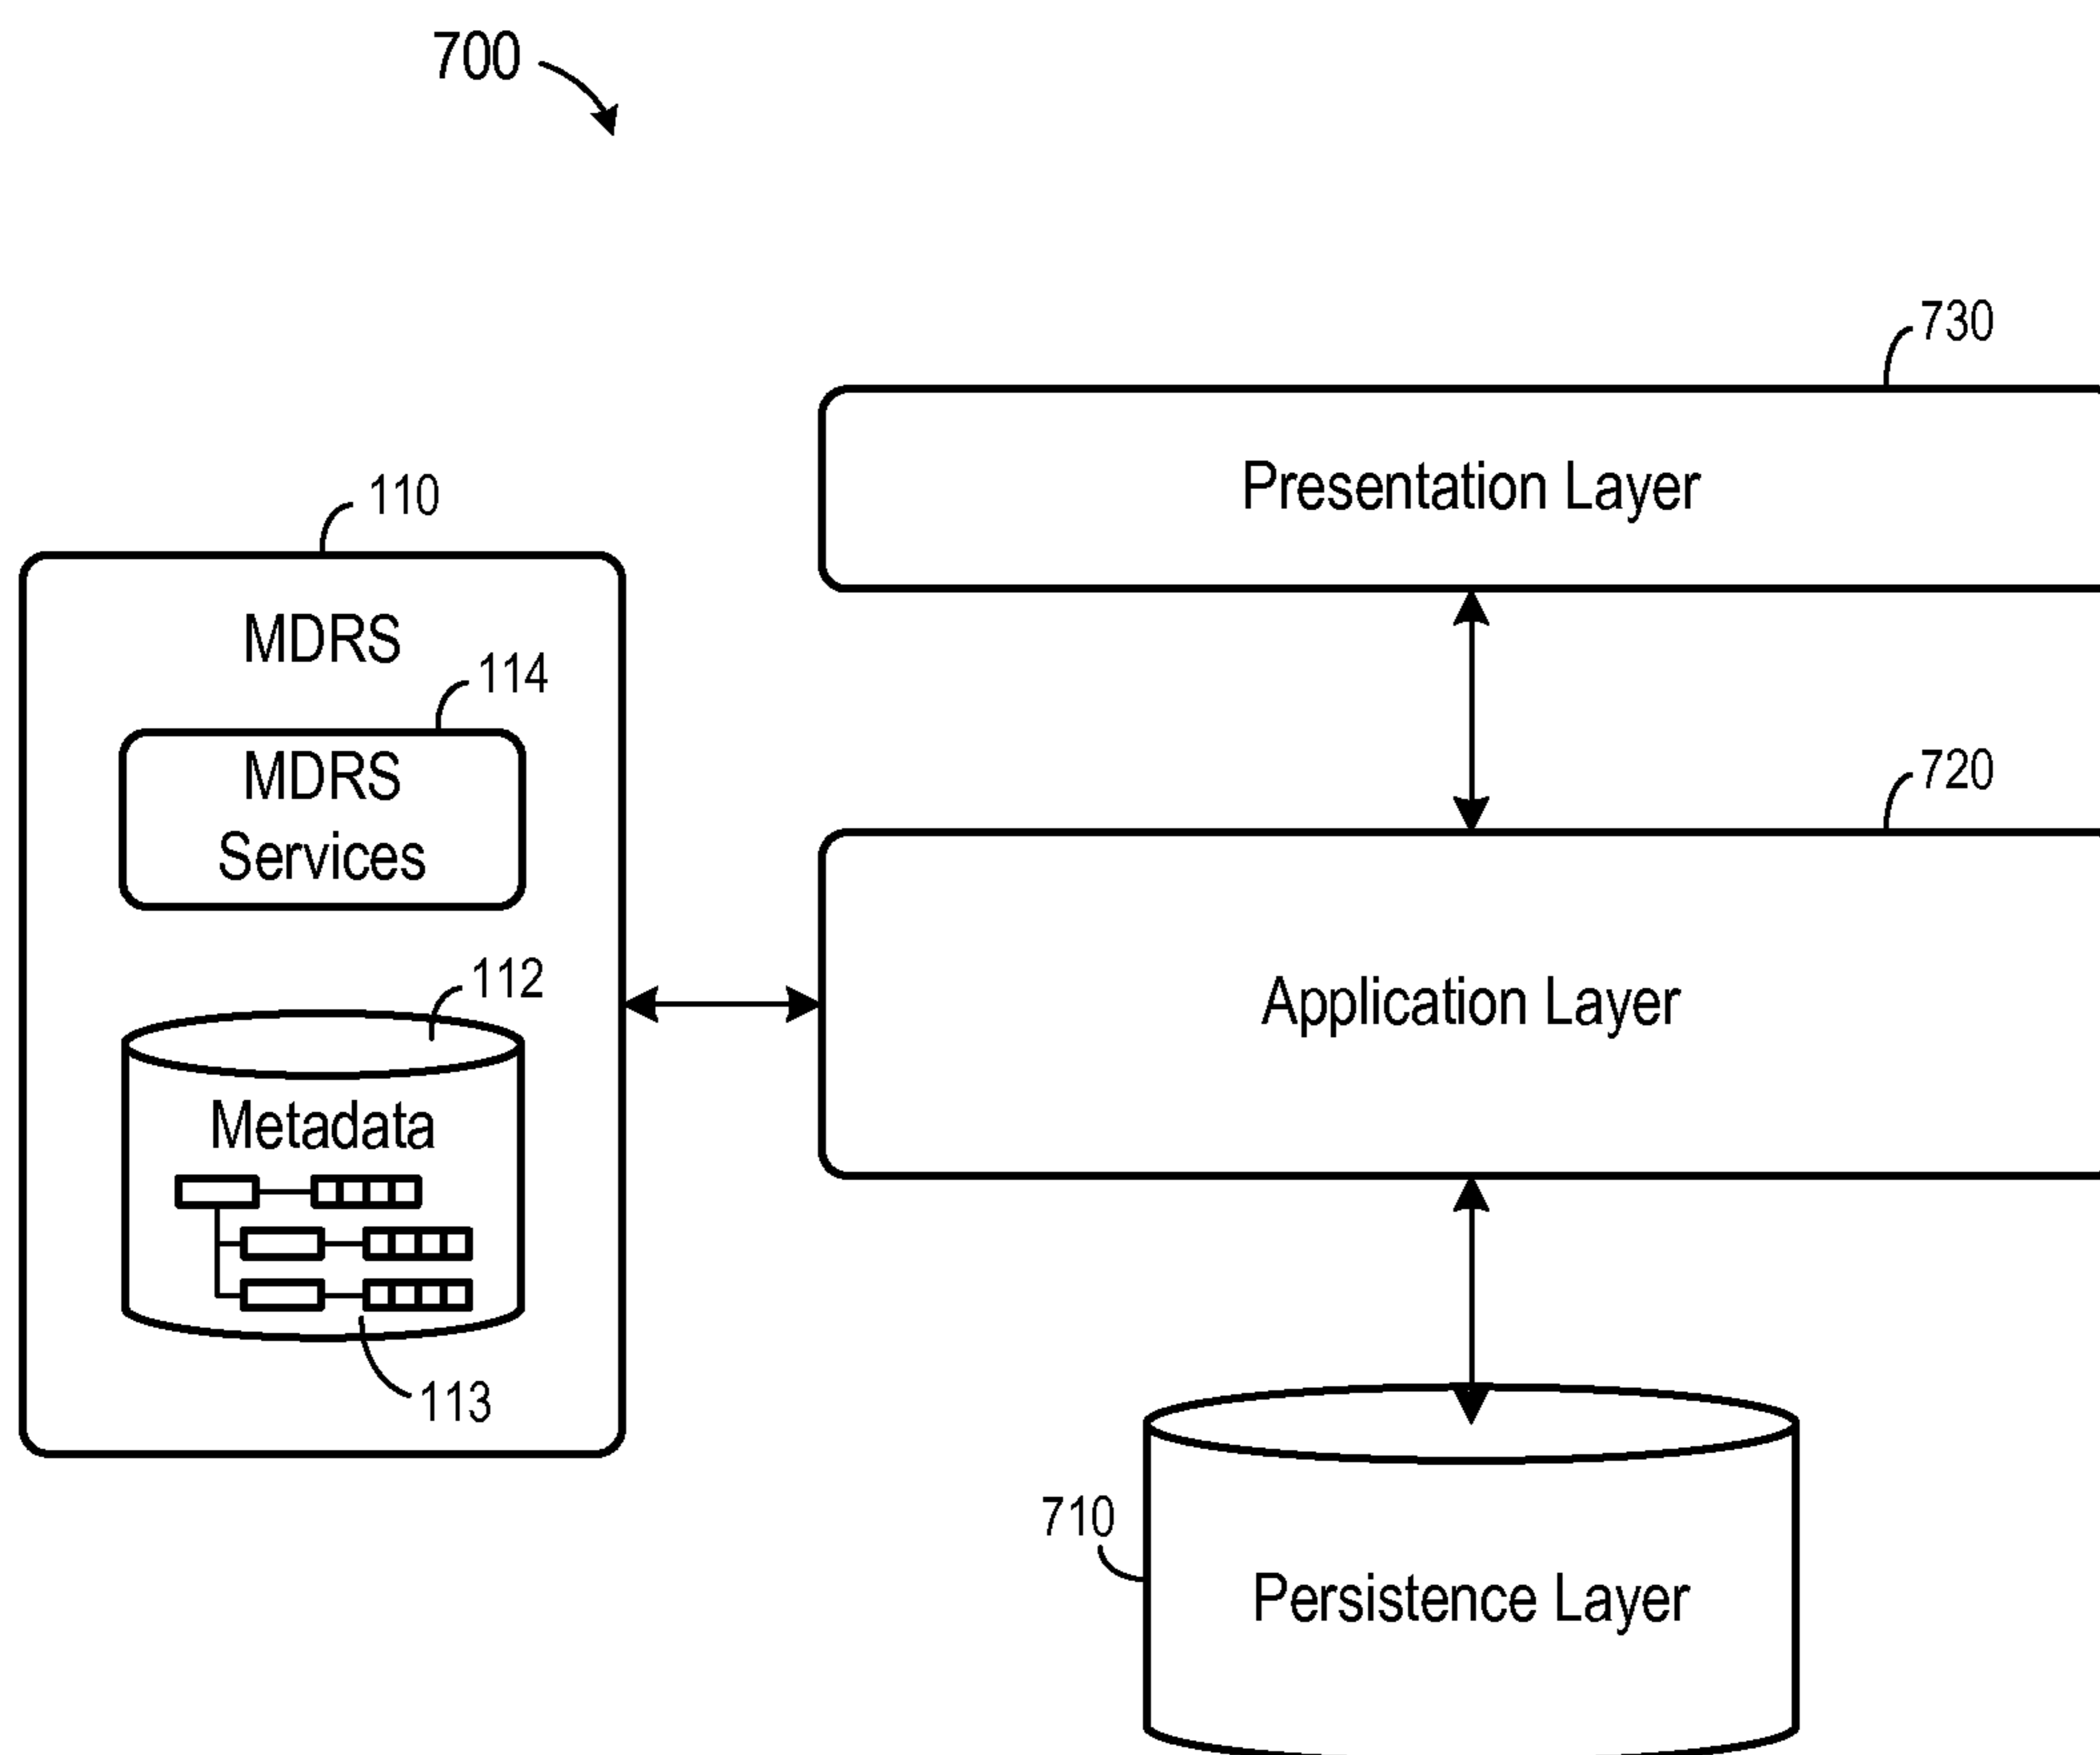 700
730
Presentation Layer
110
MDRS
114
MDRS
Services
720
112
Application Layer
Metadata
113
710
Persistence Layer